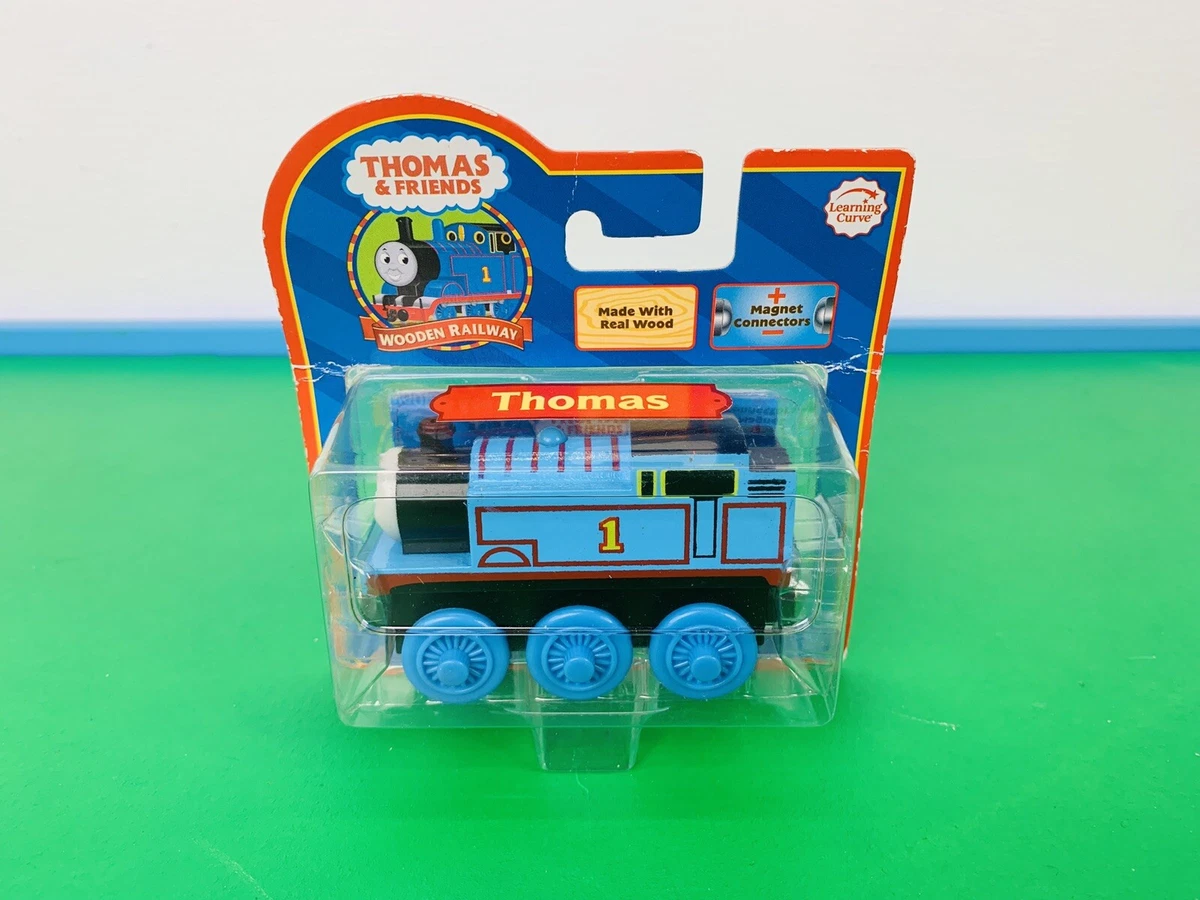 THOMAS
& FRIENDS
1
WOODEN RAILWAY
Learning
Curve
Made With
Real Wood
+
Magnet
Connectors
−
Thomas
1